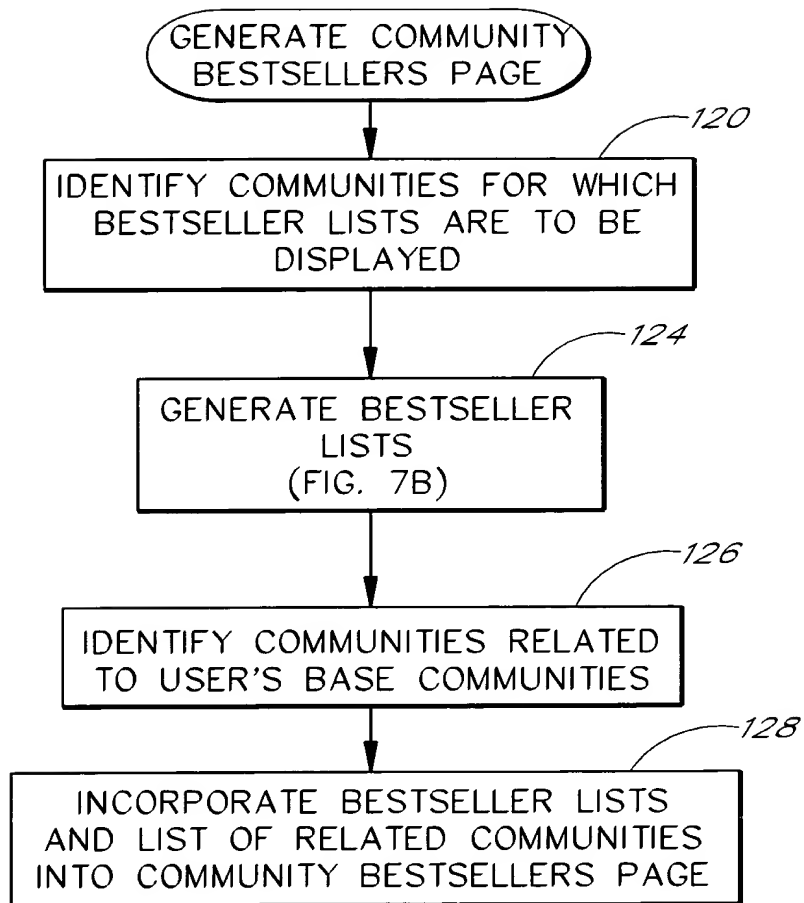 GENERATE COMMUNITY
BESTSELLERS PAGE
120
IDENTIFY COMMUNITIES FOR WHICH
BESTSELLER LISTS ARE TO BE
DISPLAYED
124
GENERATE BESTSELLER
LISTS
(FIG. 7B)
126
IDENTIFY COMMUNITIES RELATED
TO USER'S BASE COMMUNITIES
128
INCORPORATE BESTSELLER LISTS
AND LIST OF RELATED COMMUNITIES
INTO COMMUNITY BESTSELLERS PAGE